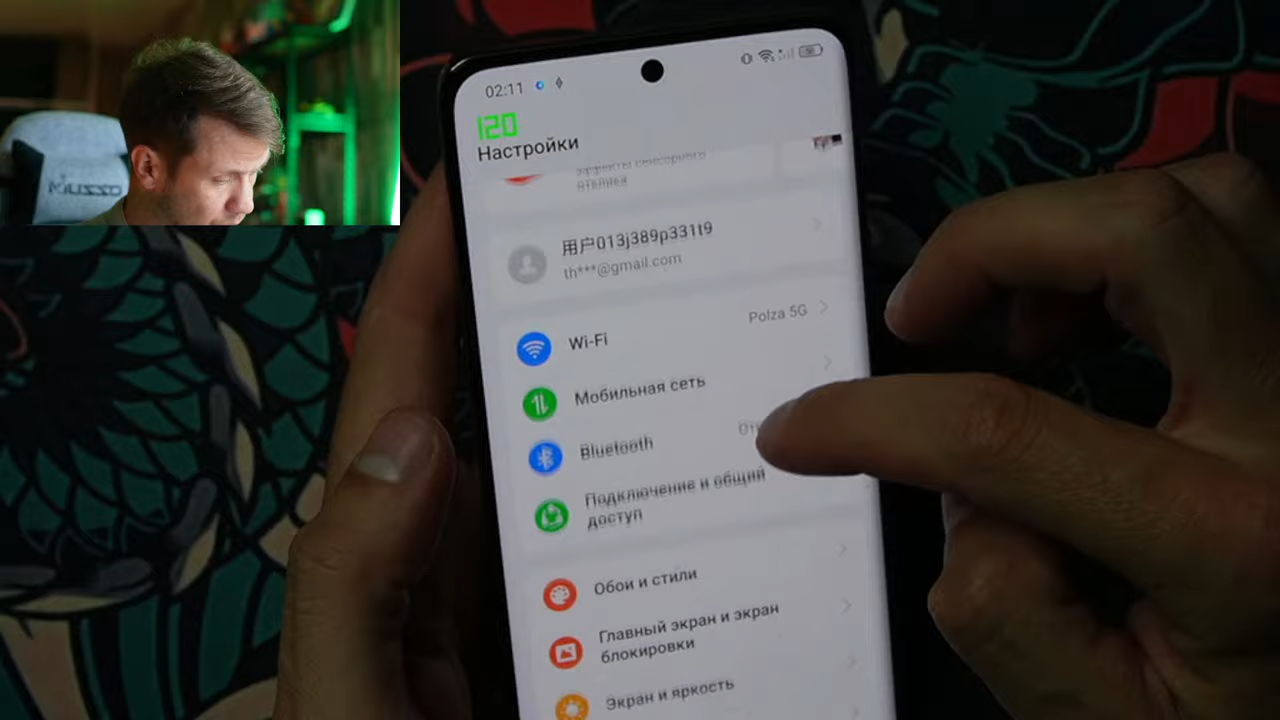 02:11
120
Настройки
эффекты сенсорного
用户013j389p331t9
th***@gmail.com
Wi-Fi
Polza 5G
Мобильная сеть
Bluetooth
Подключение и общий
доступ
Обои и стили
Главный экран и экран
блокировки
Экран и яркость